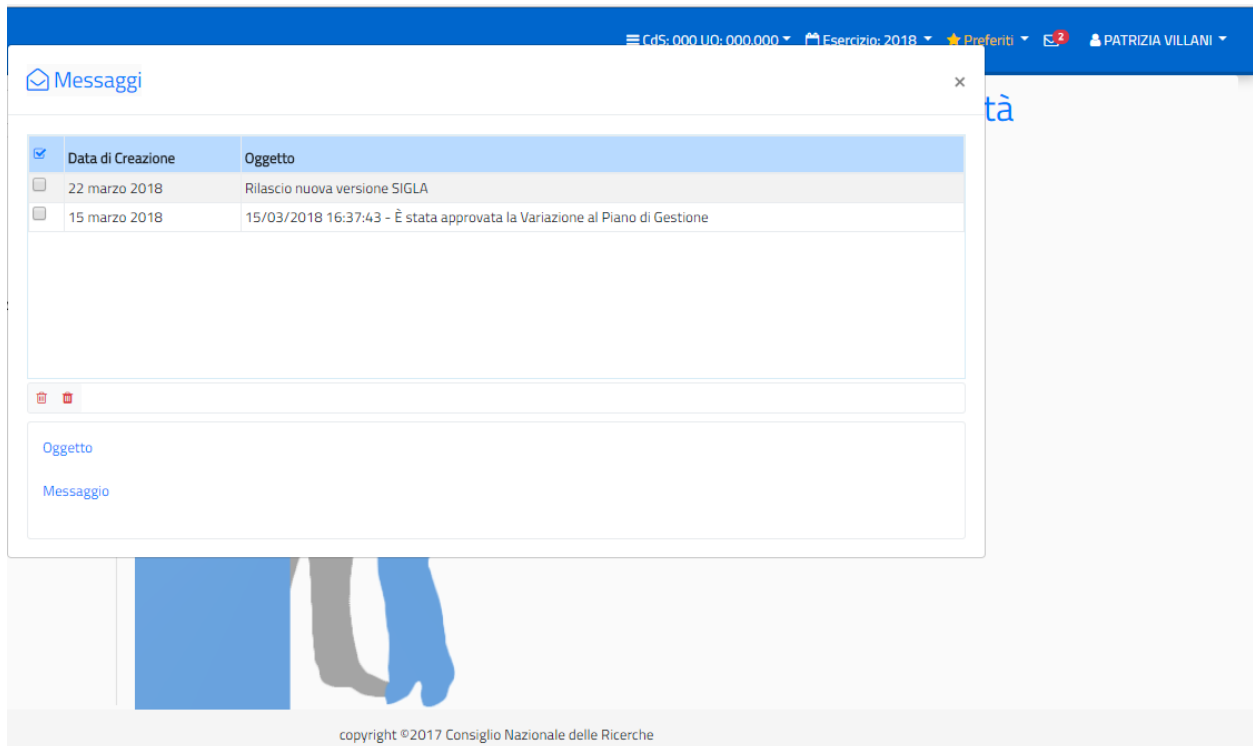 CdS: 000 UO: 000.000 Esercizio: 2018 Preferiti 2 PATRIZIA VILLANI
Messaggi ×
tà
Data di Creazione Oggetto
22 marzo 2018 Rilascio nuova versione SIGLA
15 marzo 2018 15/03/2018 16:37:43 - È stata approvata la Variazione al Piano di Gestione
Oggetto
Messaggio
copyright ©2017 Consiglio Nazionale delle Ricerche